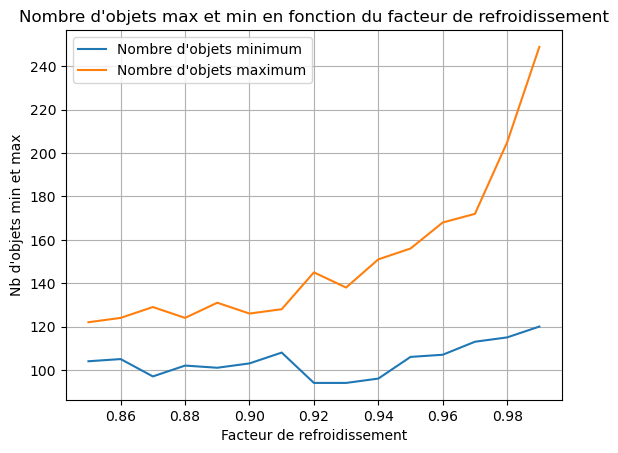 Nombre d'objets max et min en fonction du facteur de refroidissement
Nombre d'objets minimum
Nombre d'objets maximum
Nb d'objets min et max
240
220
200
180
160
140
120
100
0.86 0.88 0.90 0.92 0.94 0.96 0.98
Facteur de refroidissement